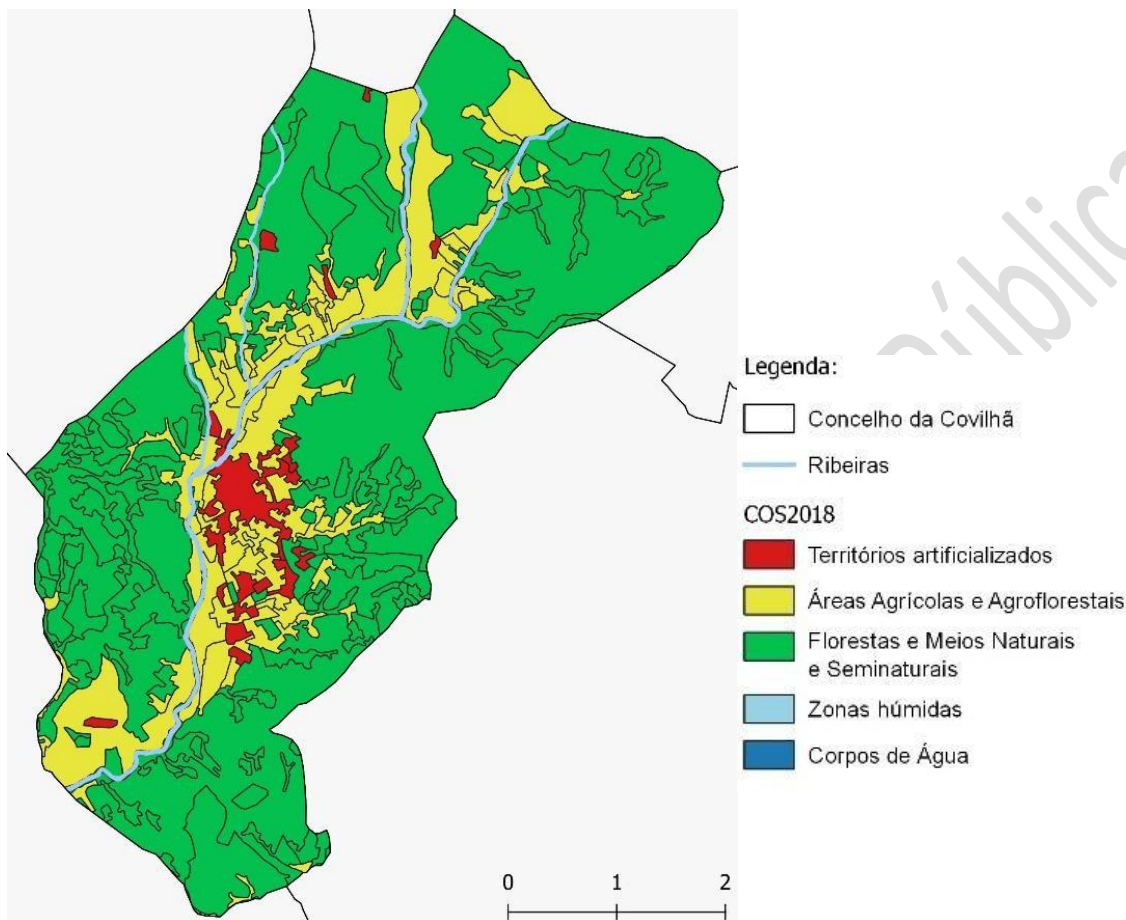 pública
Legenda:
Concelho da Covilhã
Ribeiras
COS2018
Territórios artificializados
Áreas Agrícolas e Agroflorestais
Florestas e Meios Naturais
e Seminaturais
Zonas húmidas
Corpos de Água
0 1 2